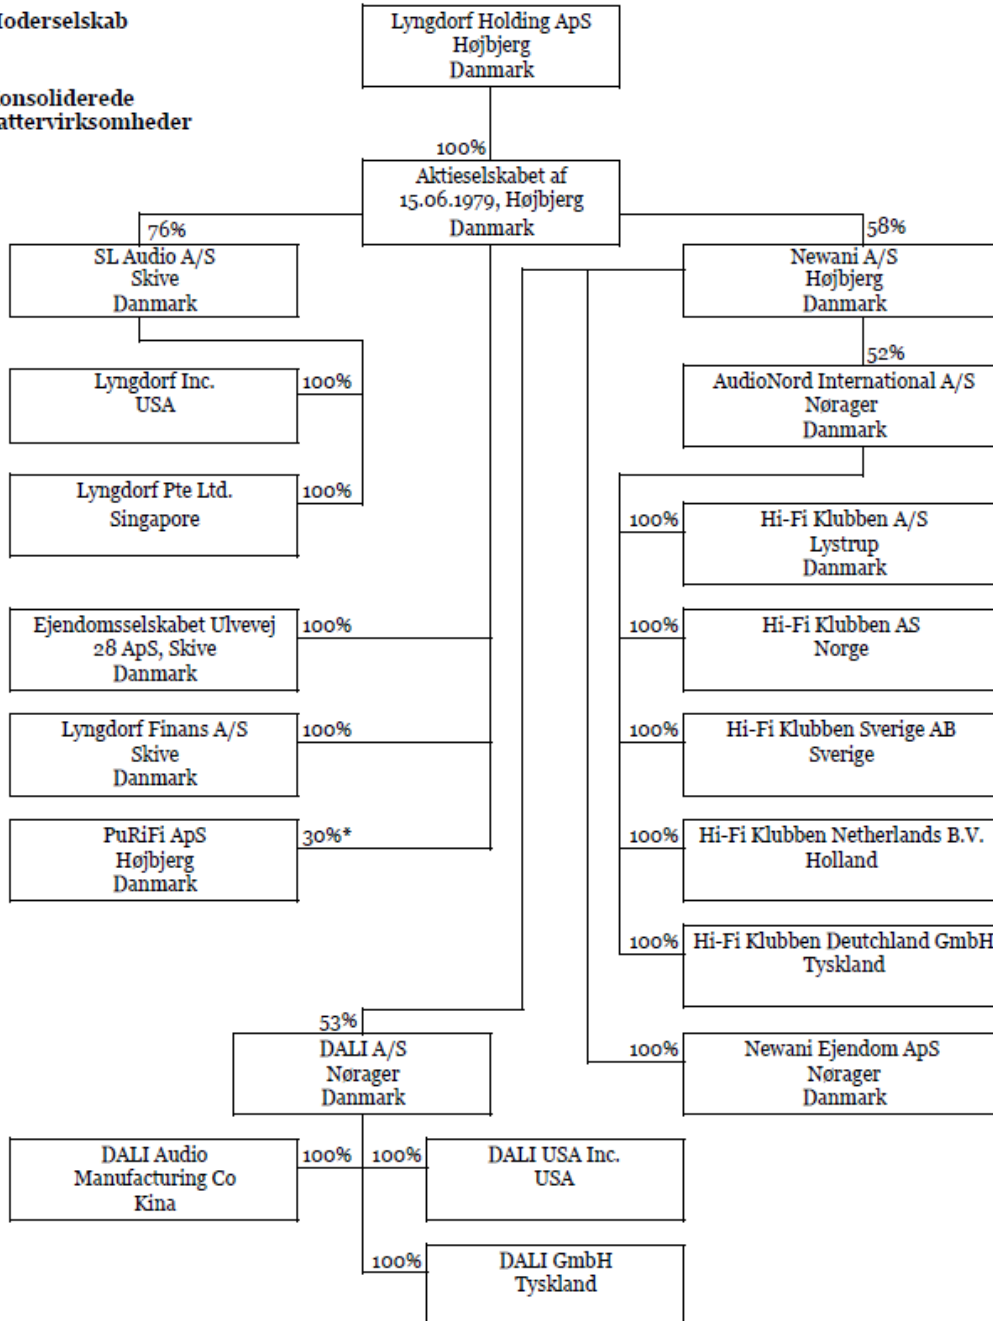 Moderselskab
Lyngdorf Holding ApS
Højbjerg
Danmark
onsoliderede
attervirksomheder
100%
Aktieselskabet af
15.06.1979, Højbjerg
Danmark
76%
SL Audio A/S
Skive
Danmark
58%
Newani A/S
Højbjerg
Danmark
Lyngdorf Inc.
USA
100%
52%
AudioNord International A/S
Nørager
Danmark
Lyngdorf Pte Ltd.
Singapore
100%
100%
Hi-Fi Klubben A/S
Lystrup
Danmark
Ejendomsselskabet Ulvevej
28 ApS, Skive
Danmark
100%
100%
Hi-Fi Klubben AS
Norge
Lyngdorf Finans A/S
Skive
Danmark
100%
100%
Hi-Fi Klubben Sverige AB
Sverige
PuRiFi ApS
Højbjerg
Danmark
30%*
100%
Hi-Fi Klubben Netherlands B.V.
Holland
100%
Hi-Fi Klubben Deutchland GmbH
Tyskland
53%
DALI A/S
Nørager
Danmark
100%
Newani Ejendom ApS
Nørager
Danmark
DALI Audio
Manufacturing Co
Kina
100%
100%
DALI USA Inc.
USA
100%
DALI GmbH
Tyskland